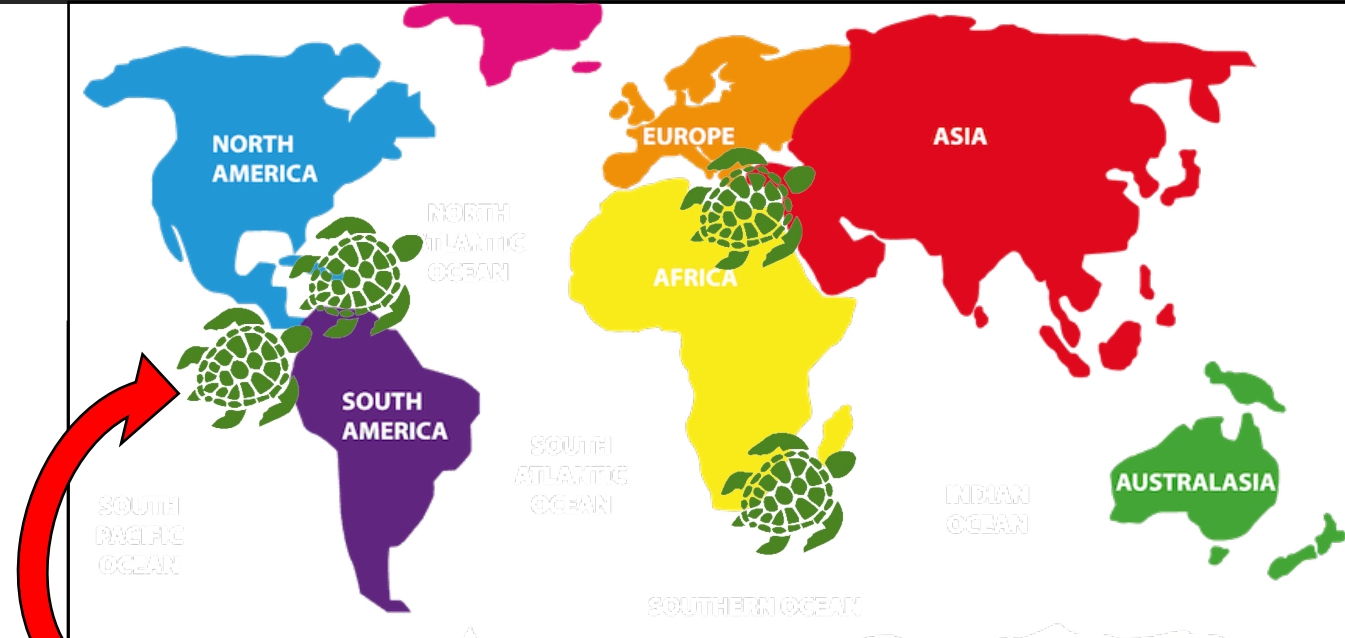 NORTH
AMERICA
EUROPE
ASIA
NORTH
ATLANTIC
OCEAN
AFRICA
SOUTH
AMERICA
SOUTH
ATLANTIC
OCEAN
SOUTH
PACIFIC
OCEAN
INDIAN
OCEAN
AUSTRALASIA
SOUTHERN OCEAN